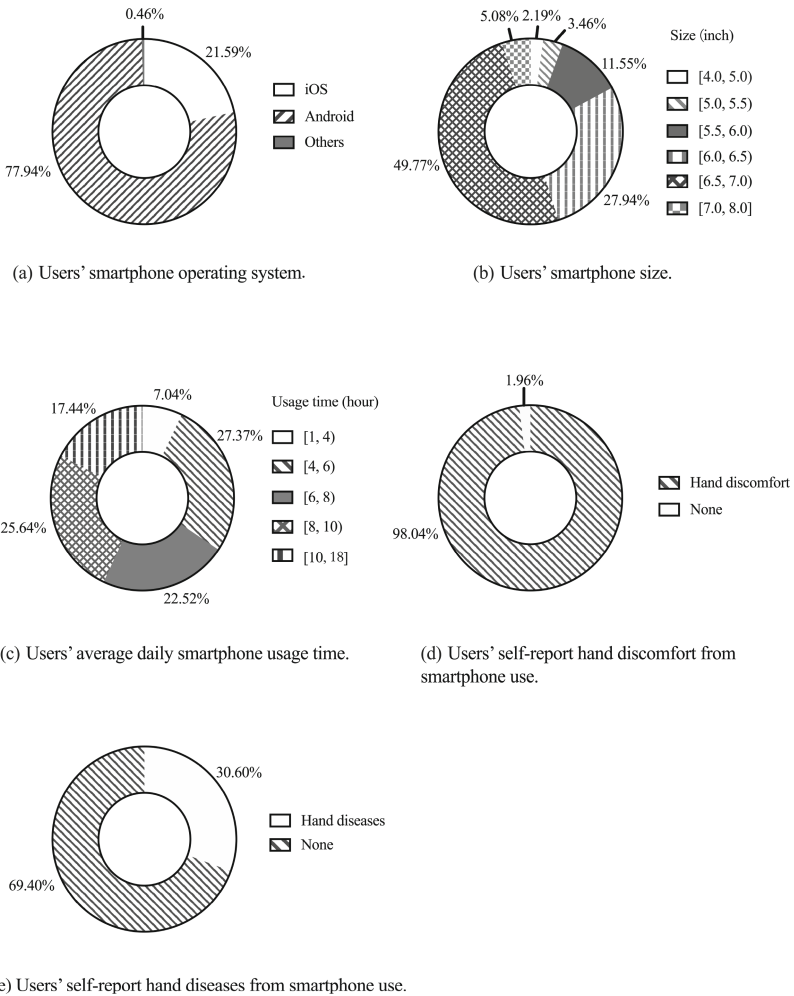 0.46%
21.59%
77.94%
iOS
Android
Others
(a) Users' smartphone operating system.
5.08%
2.19%
3.46%
11.55%
49.77%
27.94%
Size (inch)
[4.0, 5.0)
[5.0, 5.5)
[5.5, 6.0)
[6.0, 6.5)
[6.5, 7.0)
[7.0, 8.0]
(b) Users' smartphone size.
17.44%
7.04%
27.37%
25.64%
22.52%
Usage time (hour)
[1, 4)
[4, 6)
[6, 8)
[8, 10)
[10, 18]
(c) Users' average daily smartphone usage time.
1.96%
98.04%
Hand discomfort
None
(d) Users' self-report hand discomfort from
smartphone use.
30.60%
69.40%
Hand diseases
None
e) Users' self-report hand diseases from smartphone use.